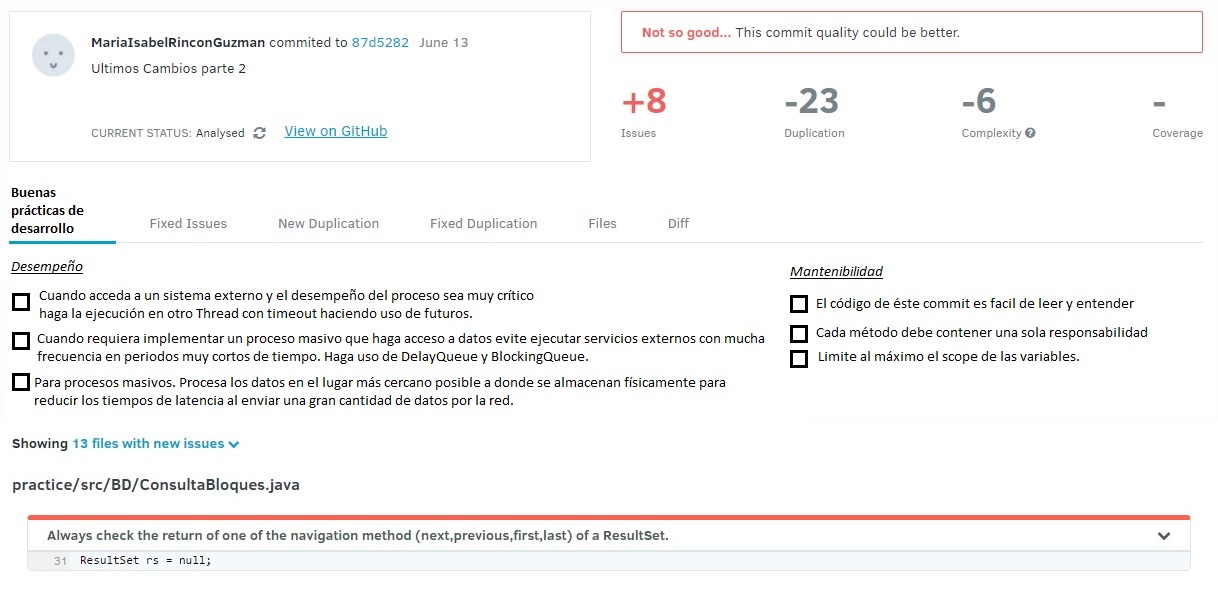 MariaIsabelRinconGuzman commited to 87d5282 June 13
Ultimos Cambios parte 2
CURRENT STATUS: Analysed View on GitHub
Not so good... This commit quality could be better.
+8
Issues
-23
Duplication
-6
Complexity ?
-
Coverage
Buenas
prácticas de
desarrollo
Fixed Issues
New Duplication
Fixed Duplication
Files
Diff
Desempeño
Cuando acceda a un sistema externo y el desempeño del proceso sea muy crítico
haga la ejecución en otro Thread con timeout haciendo uso de futuros.
Cuando requiera implementar un proceso masivo que haga acceso a datos evite ejecutar servicios externos con mucha
frecuencia en periodos muy cortos de tiempo. Haga uso de DelayQueue y BlockingQueue.
Para procesos masivos. Procesa los datos en el lugar más cercano posible a donde se almacenan físicamente para
reducir los tiempos de latencia al enviar una gran cantidad de datos por la red.
Mantenibilidad
El código de éste commit es facil de leer y entender
Cada método debe contener una sola responsabilidad
Limite al máximo el scope de las variables.
Showing 13 files with new issues
practice/src/BD/ConsultaBloques.java
Always check the return of one of the navigation method (next,previous,first,last) of a ResultSet.
31 ResultSet rs = null;